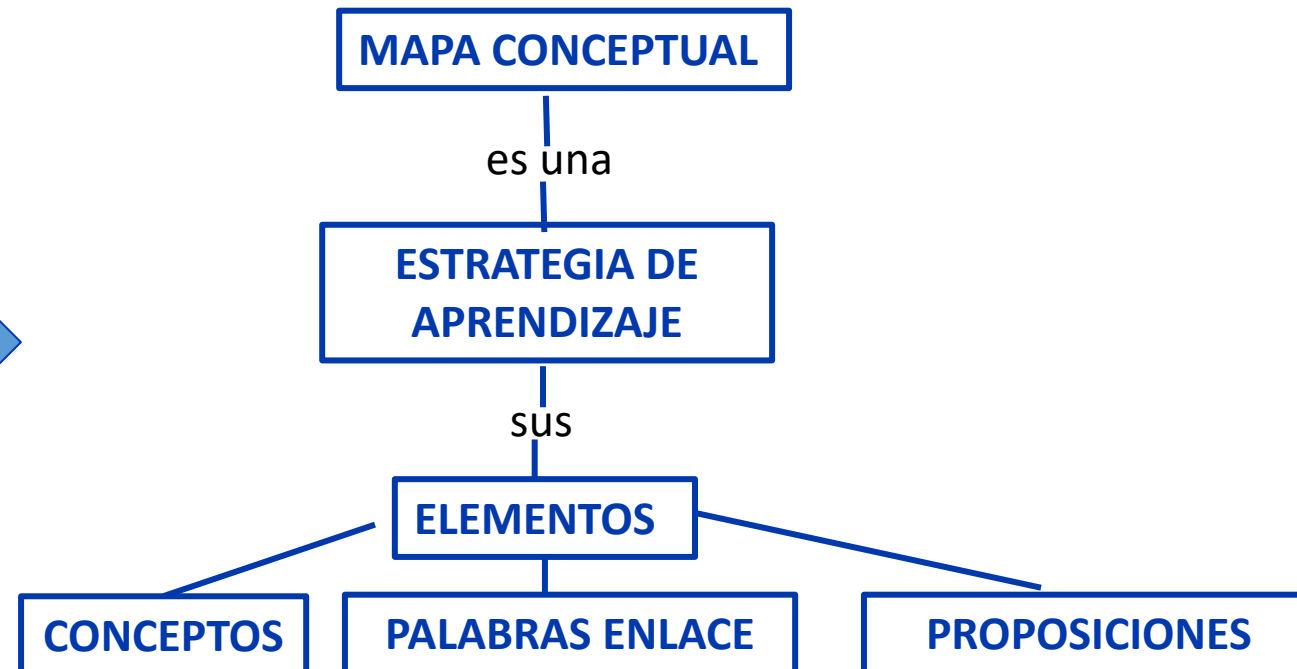 MAPA CONCEPTUAL
es una
ESTRATEGIA DE
APRENDIZAJE
sus
ELEMENTOS
CONCEPTOS
PALABRAS ENLACE
PROPOSICIONES